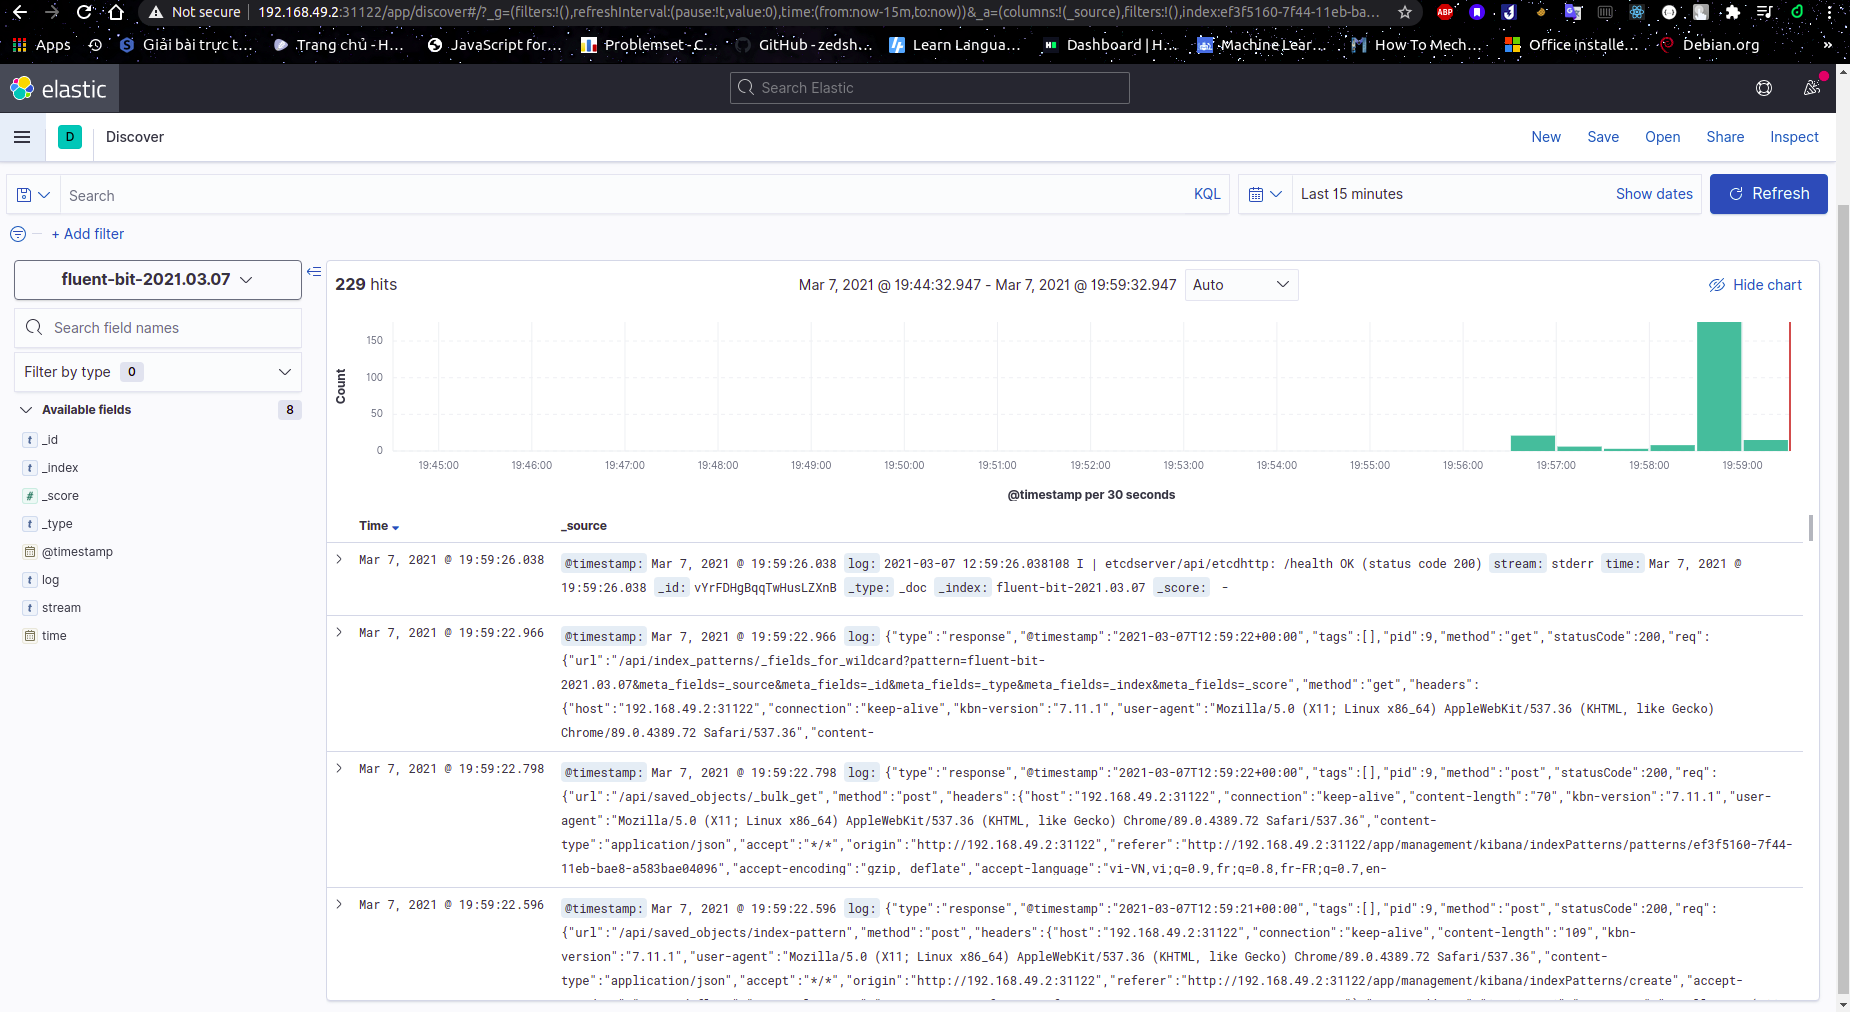 Not secure 192.168.49.2:31122/app/discover#/?_g=(filters:!(),refreshInterval:(pause:!t,value:0),time:(from:now-15m,to:now))&_a=(columns:!(_source),filters:!(),index:ef3f5160-7f44-11eb-ba...
Apps Giải bài trực t... Trang chủ - H... JavaScript for... Problemset - C... GitHub - zedsh... Learn Langua... Dashboard | H... Machine Lear... How To Mech... Office installe... Debian.org »
elastic Search Elastic
D Discover New Save Open Share Inspect
Search KQL Last 15 minutes Show dates Refresh
+ Add filter
fluent-bit-2021.03.07
Search field names
Filter by type 0
Available fields 8
t _id
t _index
# _score
t _type
@timestamp
t log
t stream
time
229 hits Mar 7, 2021 @ 19:44:32.947 - Mar 7, 2021 @ 19:59:32.947 Auto Hide chart
Count
150
100
50
0
19:45:00 19:46:00 19:47:00 19:48:00 19:49:00 19:50:00 19:51:00 19:52:00 19:53:00 19:54:00 19:55:00 19:56:00 19:57:00 19:58:00 19:59:00
@timestamp per 30 seconds
Time _source
Mar 7, 2021 @ 19:59:26.038 @timestamp: Mar 7, 2021 @ 19:59:26.038 log: 2021-03-07 12:59:26.038108 I | etcdserver/api/etcdhttp: /health OK (status code 200) stream: stderr time: Mar 7, 2021 @
19:59:26.038 _id: vYrFDHgBqqTwHusLZXnB _type: _doc _index: fluent-bit-2021.03.07 _score: -
Mar 7, 2021 @ 19:59:22.966 @timestamp: Mar 7, 2021 @ 19:59:22.966 log: {"type":"response","@timestamp":"2021-03-07T12:59:22+00:00","tags":[],"pid":9,"method":"get","statusCode":200,"req":
{"url":"/api/index_patterns/_fields_for_wildcard?pattern=fluent-bit-
2021.03.07&meta_fields=_source&meta_fields=_id&meta_fields=_type&meta_fields=_index&meta_fields=_score","method":"get","headers":
{"host":"192.168.49.2:31122","connection":"keep-alive","kbn-version":"7.11.1","user-agent":"Mozilla/5.0 (X11; Linux x86_64) AppleWebKit/537.36 (KHTML, like Gecko)
Chrome/89.0.4389.72 Safari/537.36","content-
Mar 7, 2021 @ 19:59:22.798 @timestamp: Mar 7, 2021 @ 19:59:22.798 log: {"type":"response","@timestamp":"2021-03-07T12:59:22+00:00","tags":[],"pid":9,"method":"post","statusCode":200,"req":
{"url":"/api/saved_objects/_bulk_get","method":"post","headers":{"host":"192.168.49.2:31122","connection":"keep-alive","content-length":"70","kbn-version":"7.11.1","user-
agent":"Mozilla/5.0 (X11; Linux x86_64) AppleWebKit/537.36 (KHTML, like Gecko) Chrome/89.0.4389.72 Safari/537.36","content-
type":"application/json","accept":"*/*","origin":"http://192.168.49.2:31122","referer":"http://192.168.49.2:31122/app/management/kibana/indexPatterns/patterns/ef3f5160-7f44-
11eb-bae8-a583bae04096","accept-encoding":"gzip, deflate","accept-language":"vi-VN,vi;q=0.9,fr;q=0.8,fr-FR;q=0.7,en-
Mar 7, 2021 @ 19:59:22.596 @timestamp: Mar 7, 2021 @ 19:59:22.596 log: {"type":"response","@timestamp":"2021-03-07T12:59:21+00:00","tags":[],"pid":9,"method":"post","statusCode":200,"req":
{"url":"/api/saved_objects/index-pattern","method":"post","headers":{"host":"192.168.49.2:31122","connection":"keep-alive","content-length":"109","kbn-
version":"7.11.1","user-agent":"Mozilla/5.0 (X11; Linux x86_64) AppleWebKit/537.36 (KHTML, like Gecko) Chrome/89.0.4389.72 Safari/537.36","content-
type":"application/json","accept":"*/*","origin":"http://192.168.49.2:31122","referer":"http://192.168.49.2:31122/app/management/kibana/indexPatterns/create","accept-